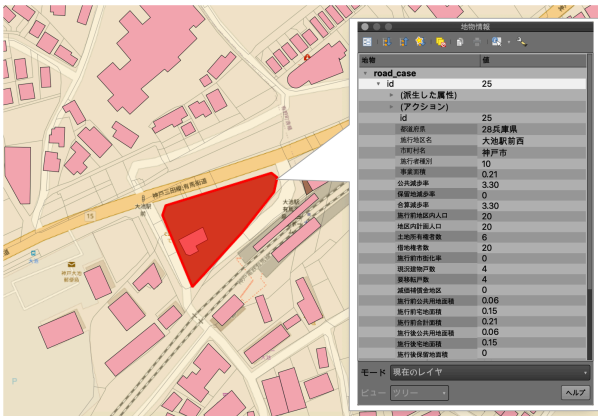 地物情報
地物 値
road_case
id 25
(派生した属性)
(アクション)
id 25
都道府県 28兵庫県
施行地区名 大池駅前西
市町村名 神戸市
施行者種別 10
事業面積 0.21
公共減歩率 3.30
保留地減歩率 0
合算減歩率 3.30
施行前地区内人口 20
地区内計画人口 20
土地所有権者数 6
借地権者数 20
施行前市街化率 0
現況建物戸数 4
要移転戸数 4
減価補償金地区 0
施行前公共用地面積 0.06
施行前宅地面積 0.15
施行前合計面積 0.21
施行後公共用地面積 0.06
施行後宅地面積 0.15
施行後保留地面積 0
モード 現在のレイヤ
ビュー ツリー
ヘルプ
神戸三田線;有馬街道
大池駅
前
大池駅
15
神戸大池
郵便局
P